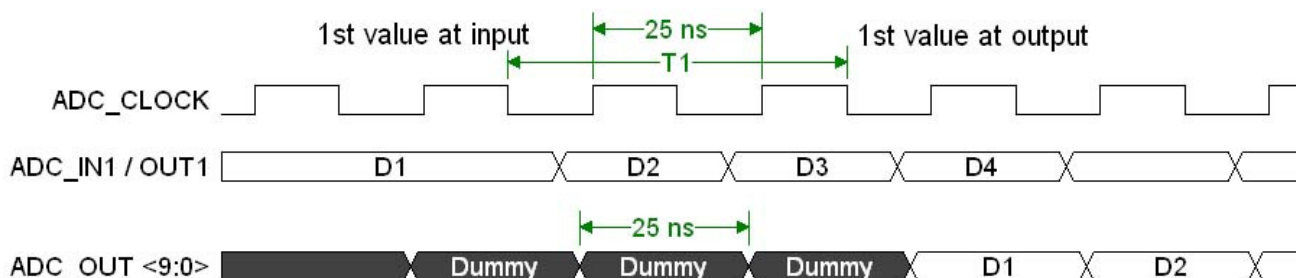 1st value at input
25 ns
1st value at output
T1
ADC_CLOCK
ADC_IN1 / OUT1 D1 D2 D3 D4
25 ns
ADC_OUT <9:0> Dummy Dummy Dummy D1 D2